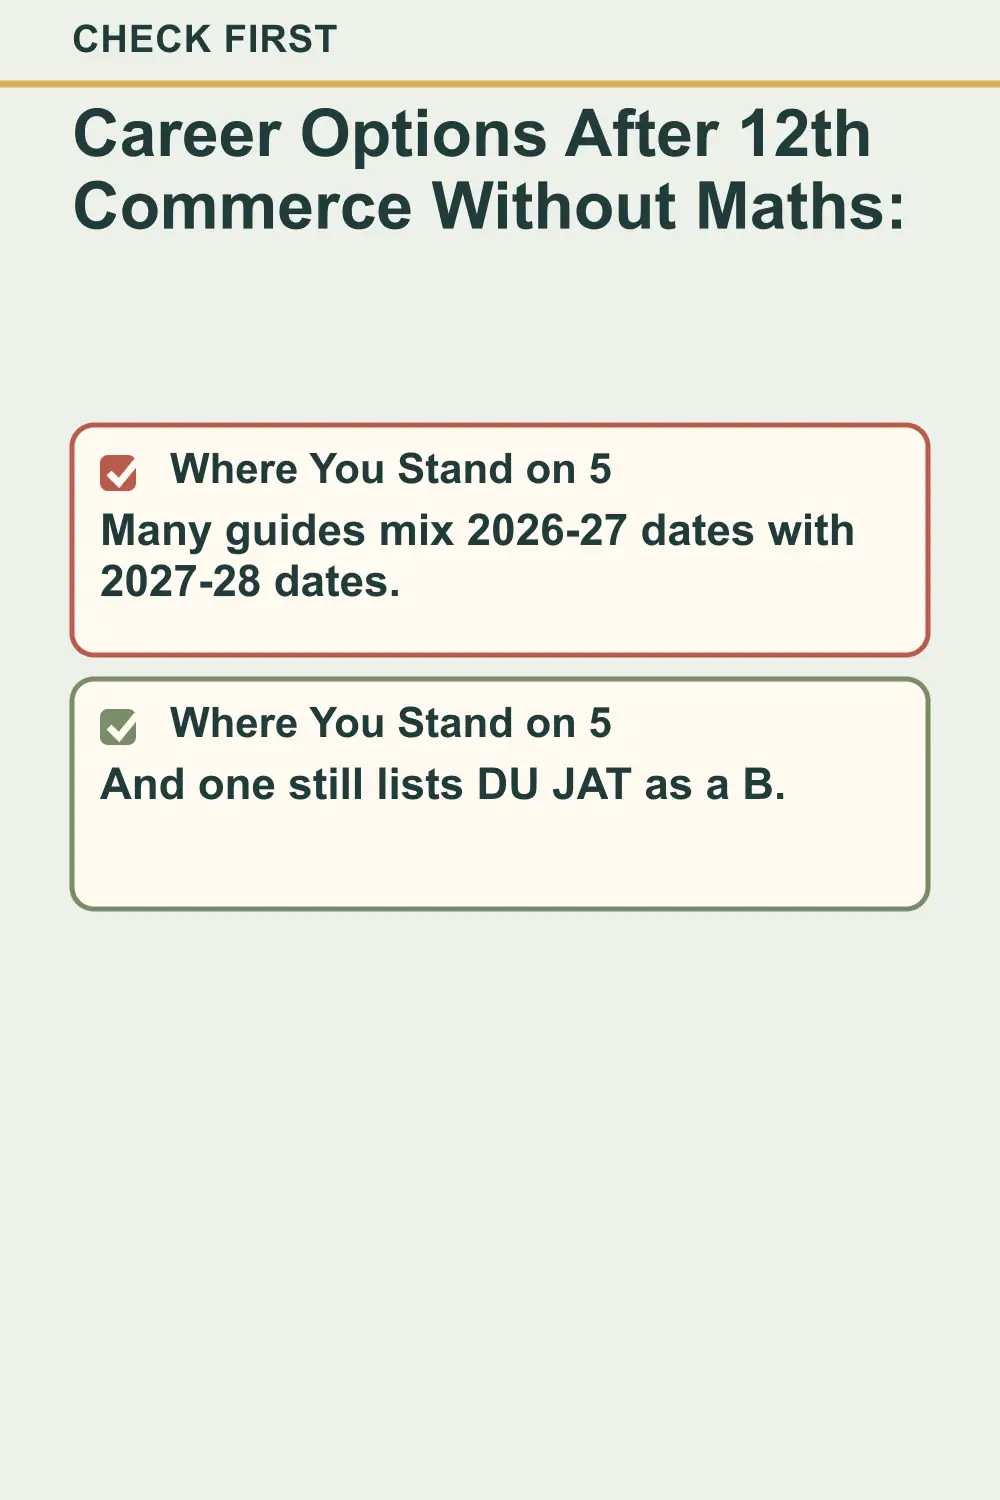 CHECK FIRST
Career Options After 12th
Commerce Without Maths:
Where You Stand on 5
Many guides mix 2026-27 dates with
2027-28 dates.
Where You Stand on 5
And one still lists DU JAT as a B.